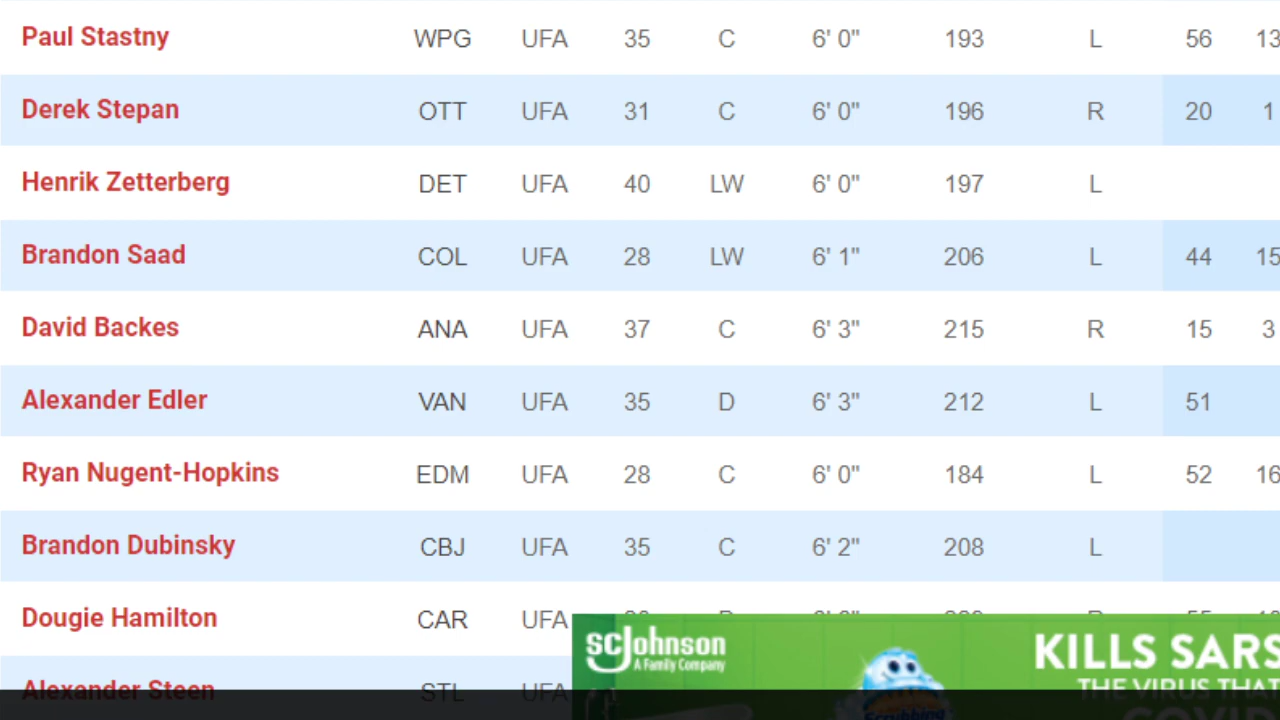 Paul Stastny WPG UFA 35 C 6' 0" 193 L 56 13
Derek Stepan OTT UFA 31 C 6' 0" 196 R 20 1
Henrik Zetterberg DET UFA 40 LW 6' 0" 197 L
Brandon Saad COL UFA 28 LW 6' 1" 206 L 44 15
David Backes ANA UFA 37 C 6' 3" 215 R 15 3
Alexander Edler VAN UFA 35 D 6' 3" 212 L 51
Ryan Nugent-Hopkins EDM UFA 28 C 6' 0" 184 L 52 16
Brandon Dubinsky CBJ UFA 35 C 6' 2" 208 L
Dougie Hamilton CAR UFA
Alexander Steen STL UFA
SC Johnson
A Family Company
Scrubbing
KILLS SARS
THE VIRUS THAT
COVID